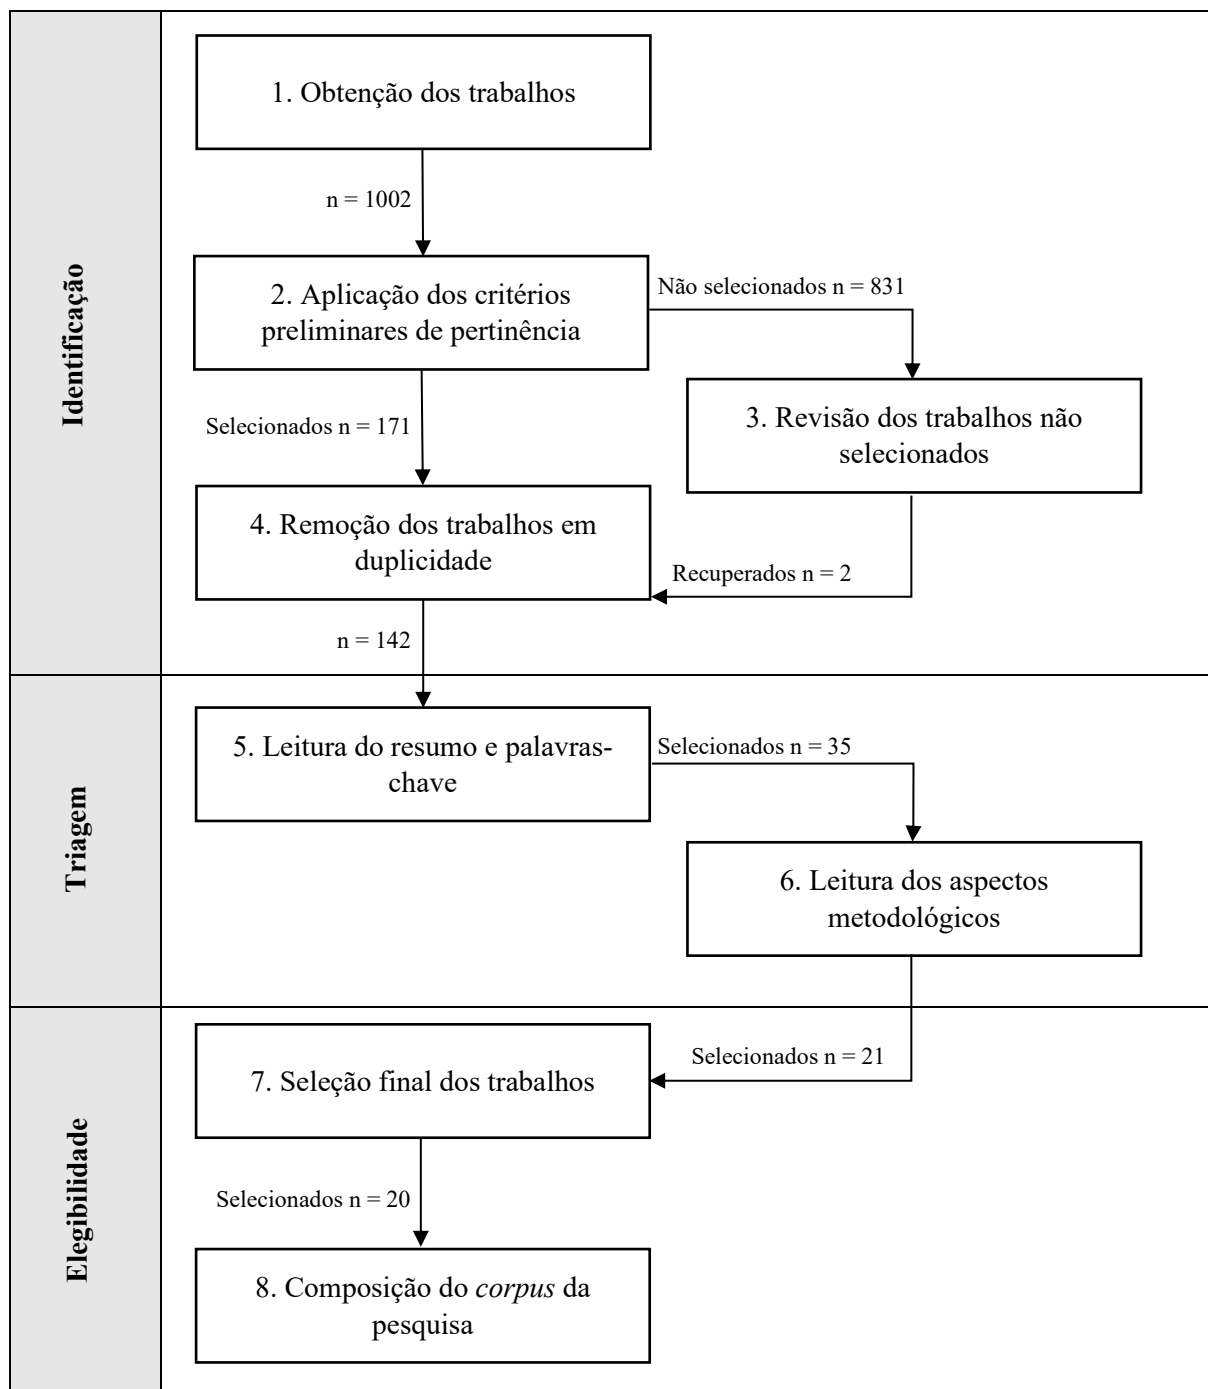 Identificação
1. Obtenção dos trabalhos
n = 1002
2. Aplicação dos critérios
preliminares de pertinência
Não selecionados n = 831
3. Revisão dos trabalhos não
selecionados
Selecionados n = 171
4. Remoção dos trabalhos em
duplicidade
Recuperados n = 2
n = 142
Triagem
5. Leitura do resumo e palavras-
chave
Selecionados n = 35
6. Leitura dos aspectos
metodológicos
Elegibilidade
Selecionados n = 21
7. Seleção final dos trabalhos
Selecionados n = 20
8. Composição do corpus da
pesquisa